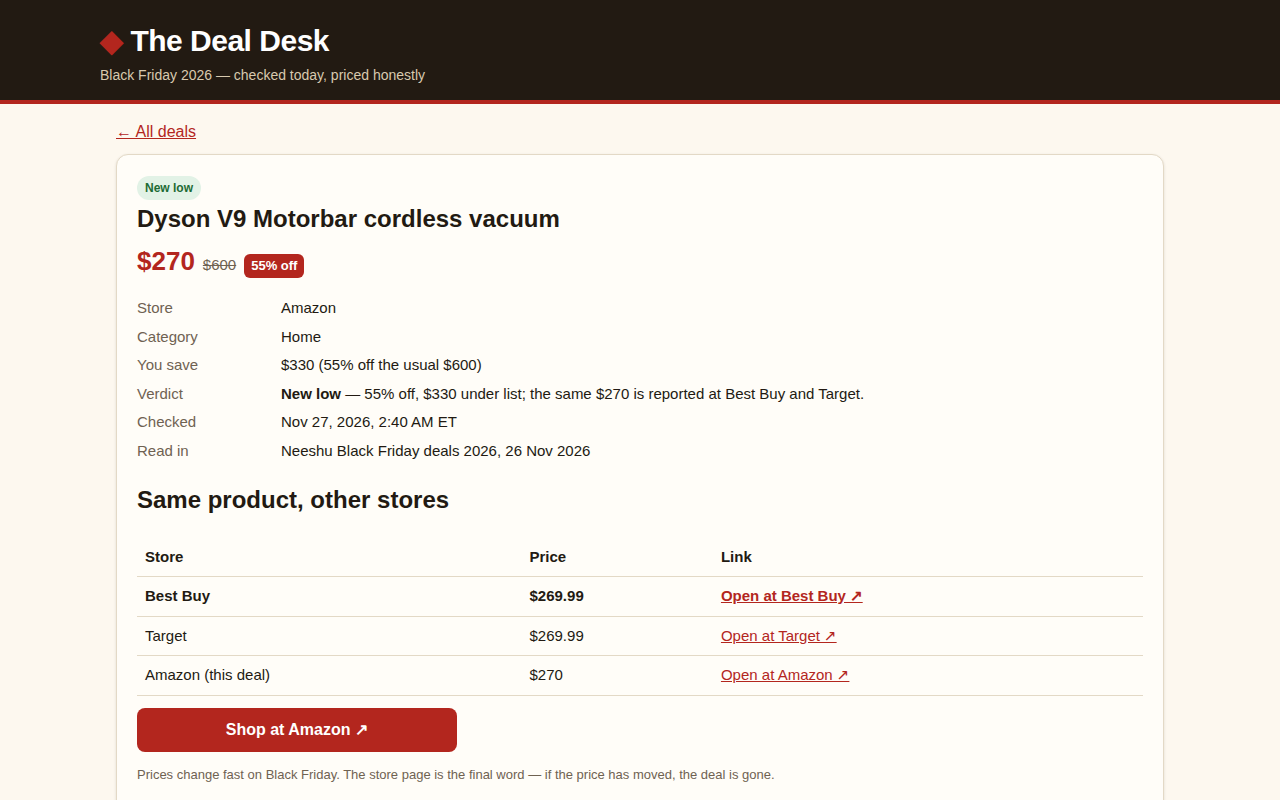 The Deal Desk
Black Friday 2026 — checked today, priced honestly
← All deals
New low
Dyson V9 Motorbar cordless vacuum
$270 $600 55% off
Store Amazon
Category Home
You save $330 (55% off the usual $600)
Verdict New low — 55% off, $330 under list; the same $270 is reported at Best Buy and Target.
Checked Nov 27, 2026, 2:40 AM ET
Read in Neeshu Black Friday deals 2026, 26 Nov 2026
Same product, other stores
Store Price Link
Best Buy $269.99 Open at Best Buy ↗
Target $269.99 Open at Target ↗
Amazon (this deal) $270 Open at Amazon ↗
Shop at Amazon ↗
Prices change fast on Black Friday. The store page is the final word — if the price has moved, the deal is gone.